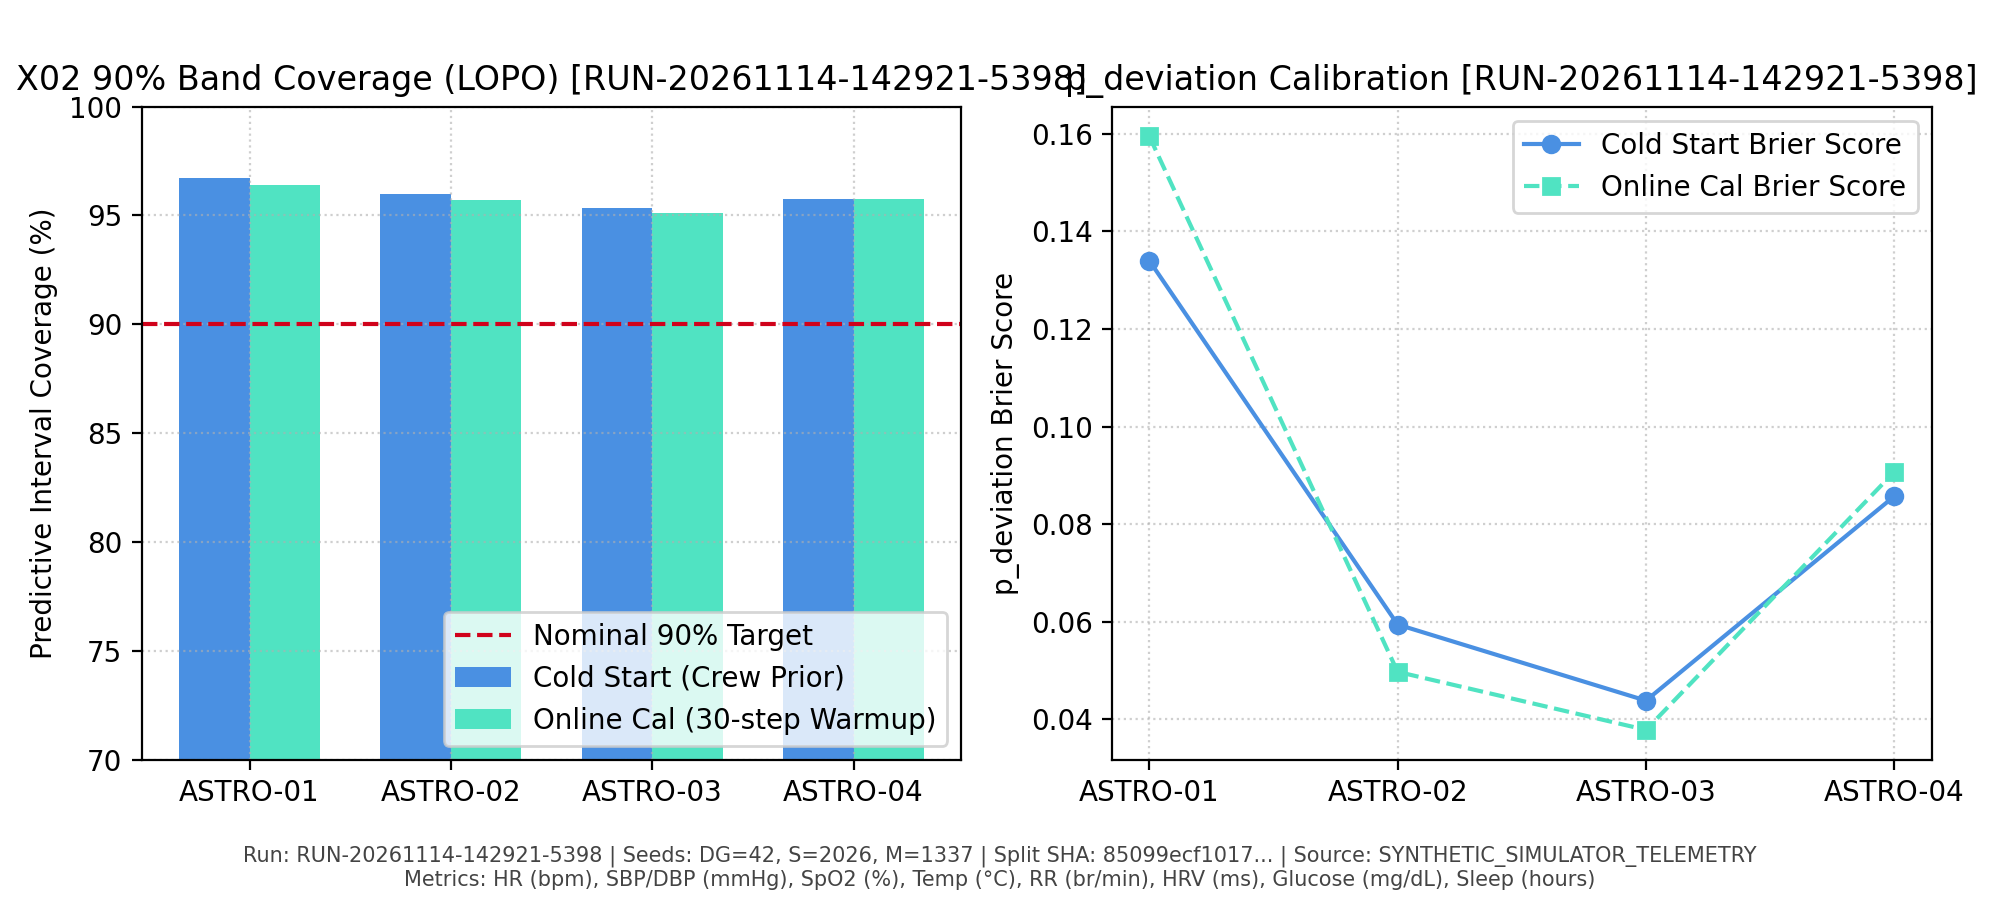 X02 90% Band Coverage (LOPO) [RUN-20261114-142921-5398]
Predictive Interval Coverage (%)
100
95
90
85
80
75
70
Nominal 90% Target
Cold Start (Crew Prior)
Online Cal (30-step Warmup)
ASTRO-01
ASTRO-02
ASTRO-03
ASTRO-04
p_deviation Calibration [RUN-20261114-142921-5398]
p_deviation Brier Score
0.16
0.14
0.12
0.10
0.08
0.06
0.04
Cold Start Brier Score
Online Cal Brier Score
ASTRO-01
ASTRO-02
ASTRO-03
ASTRO-04
Run: RUN-20261114-142921-5398 | Seeds: DG=42, S=2026, M=1337 | Split SHA: 85099ecf1017... | Source: SYNTHETIC_SIMULATOR_TELEMETRY
Metrics: HR (bpm), SBP/DBP (mmHg), SpO2 (%), Temp (°C), RR (br/min), HRV (ms), Glucose (mg/dL), Sleep (hours)